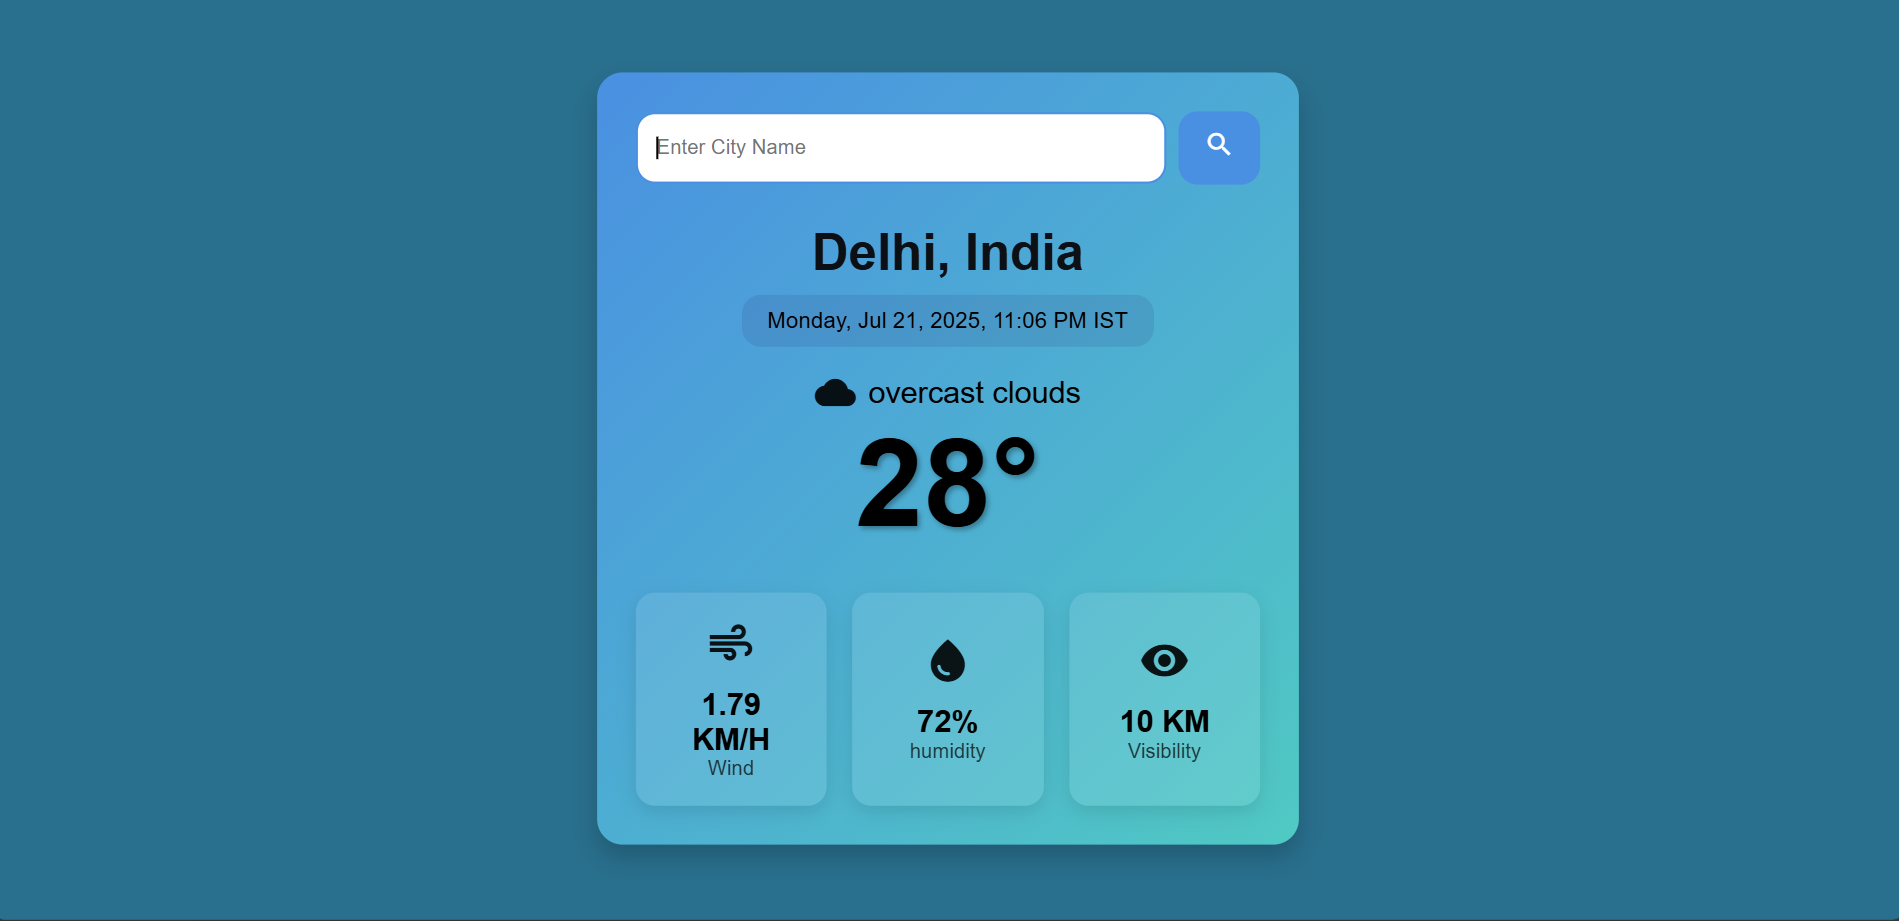 Enter City Name
Delhi, India
Monday, Jul 21, 2025, 11:06 PM IST
overcast clouds
28°
1.79
KM/H
Wind
72%
humidity
10 KM
Visibility